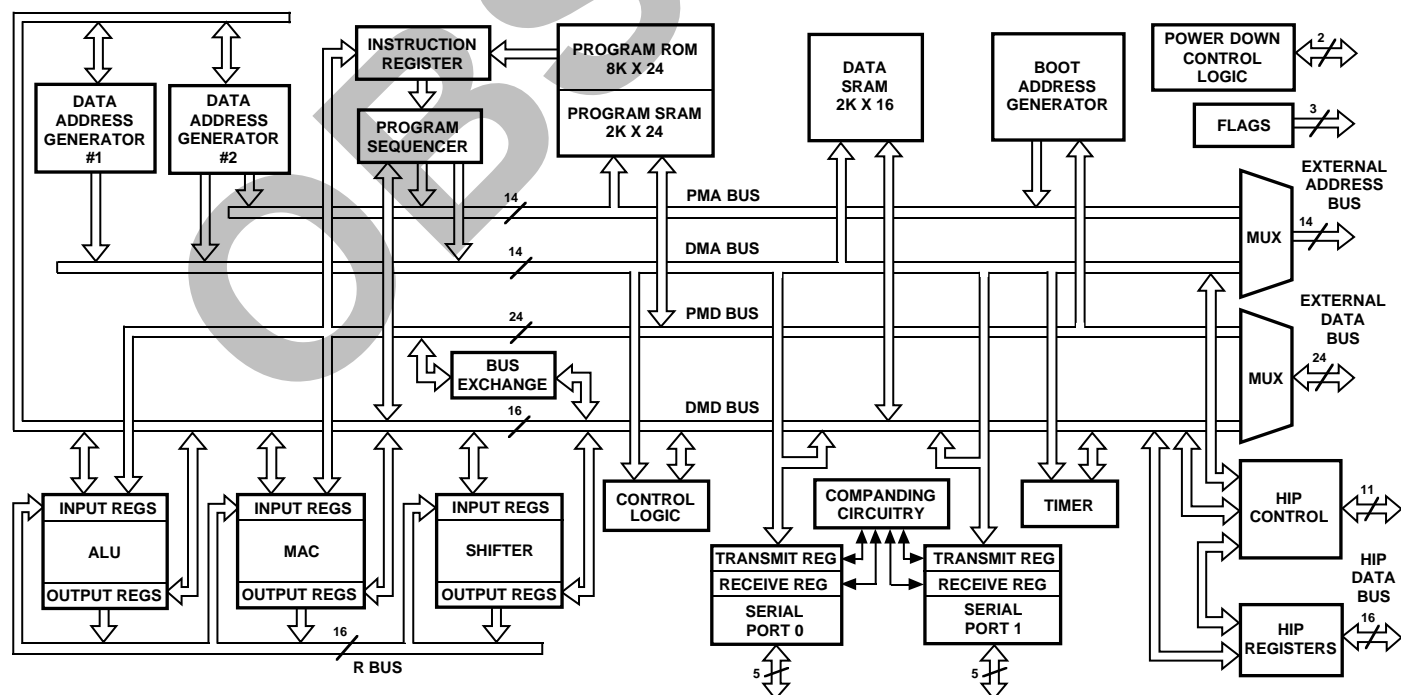 INSTRUCTION
REGISTER
PROGRAM ROM
8K X 24
PROGRAM SRAM
2K X 24
DATA
SRAM
2K X 16
BOOT
ADDRESS
GENERATOR
POWER DOWN
CONTROL
LOGIC
2
FLAGS
3
DATA
ADDRESS
GENERATOR
#1
DATA
ADDRESS
GENERATOR
#2
PROGRAM
SEQUENCER
14
PMA BUS
14
DMA BUS
24
PMD BUS
16
DMD BUS
BUS
EXCHANGE
MUX
EXTERNAL
ADDRESS
BUS
14
MUX
EXTERNAL
DATA
BUS
24
INPUT REGS
ALU
OUTPUT REGS
INPUT REGS
MAC
OUTPUT REGS
INPUT REGS
SHIFTER
OUTPUT REGS
16
R BUS
CONTROL
LOGIC
COMPANDING
CIRCUITRY
TIMER
TRANSMIT REG
RECEIVE REG
SERIAL
PORT 0
5
TRANSMIT REG
RECEIVE REG
SERIAL
PORT 1
5
HIP
CONTROL
11
HIP
DATA
BUS
HIP
REGISTERS
16